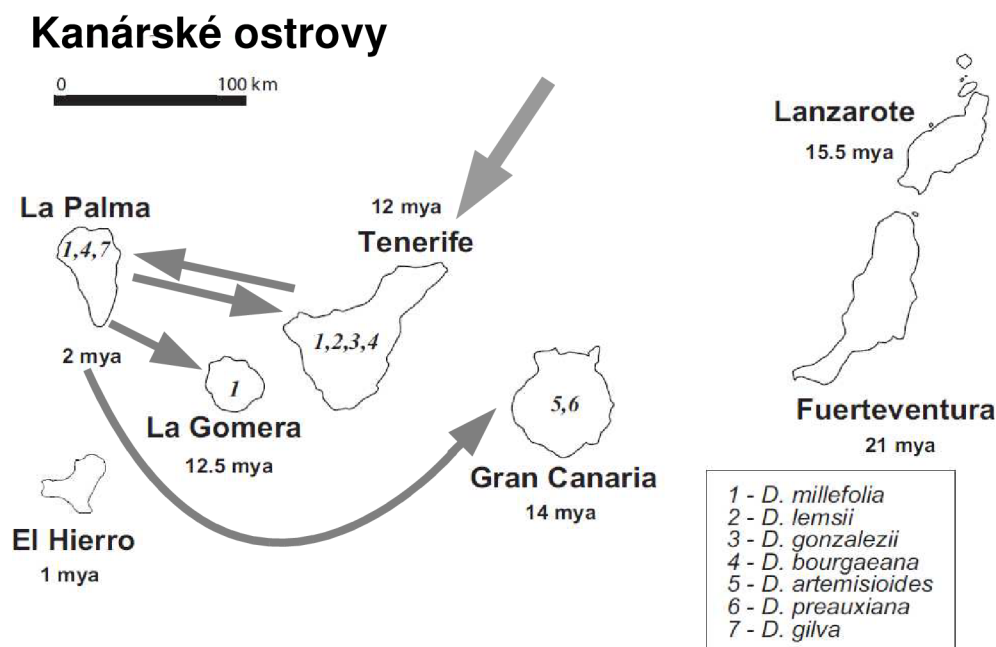 Kanárské ostrovy
0 100 km
Lanzarote
15.5 mya
La Palma
1,4,7
2 mya
12 mya
Tenerife
1,2,3,4
1
La Gomera
12.5 mya
5,6
Gran Canaria
14 mya
Fuerteventura
21 mya
El Hierro
1 mya
1 - D. millefolia
2 - D. lemsii
3 - D. gonzalezii
4 - D. bourgaeana
5 - D. artemisioides
6 - D. preauxiana
7 - D. gilva